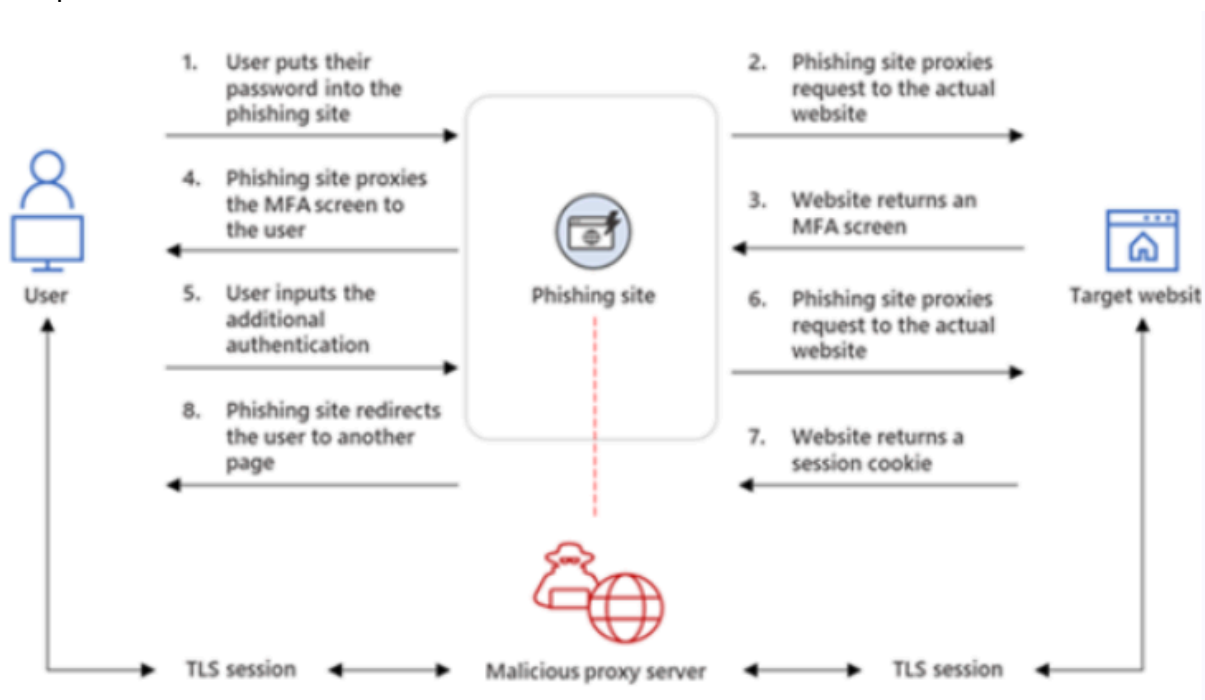 1. User puts their
password into the
phishing site
2. Phishing site proxies
request to the actual
website
4. Phishing site proxies
the MFA screen to
the user
3. Website returns an
MFA screen
User
5. User inputs the
additional
authentication
Phishing site
6. Phishing site proxies
request to the actual
website
Target websit
8. Phishing site redirects
the user to another
page
7. Website returns a
session cookie
TLS session
Malicious proxy server
TLS session